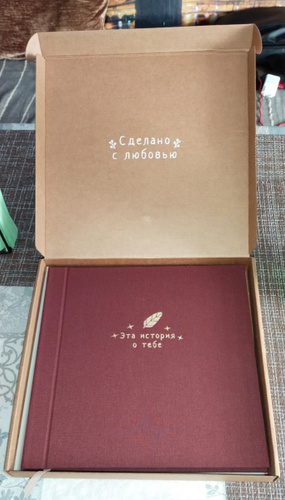 Сделано
с любовью
Эта история
о тебе